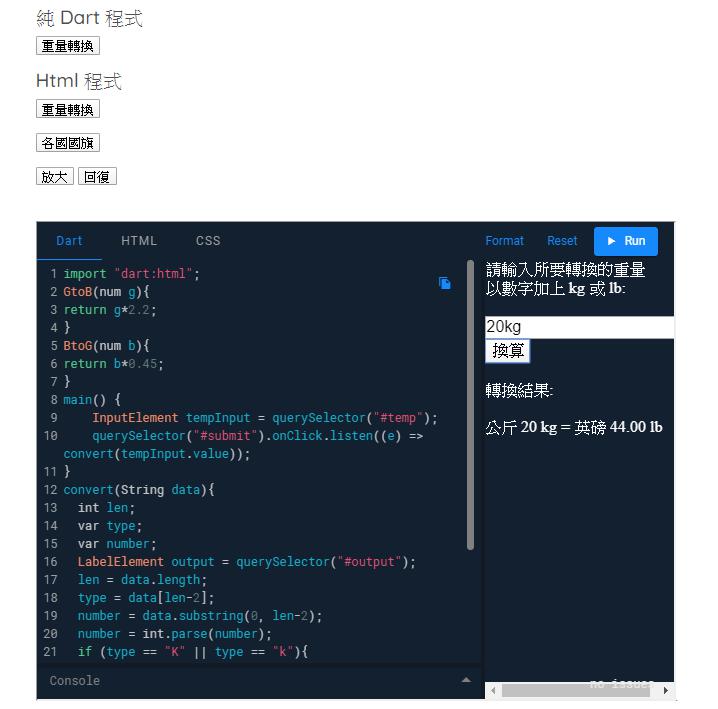 純 Dart 程式
重量轉換
Html 程式
重量轉換
各國國旗
放大 回復
Dart HTML CSS
Format Reset Run
1 import "dart:html";
2 GtoB(num g){
3 return g*2.2;
4 }
5 BtoG(num b){
6 return b*0.45;
7 }
8 main() {
9 InputElement tempInput = querySelector("#temp");
10 querySelector("#submit").onClick.listen((e) =>
convert(tempInput.value));
11 }
12 convert(String data){
13 int len;
14 var type;
15 var number;
16 LabelElement output = querySelector("#output");
17 len = data.length;
18 type = data[len-2];
19 number = data.substring(0, len-2);
20 number = int.parse(number);
21 if (type == "K" || type == "k"){
Console
請輸入所要轉換的重量
以數字加上 kg 或 lb:
20kg
換算
轉換結果:
公斤 20 kg = 英磅 44.00 lb
no issues